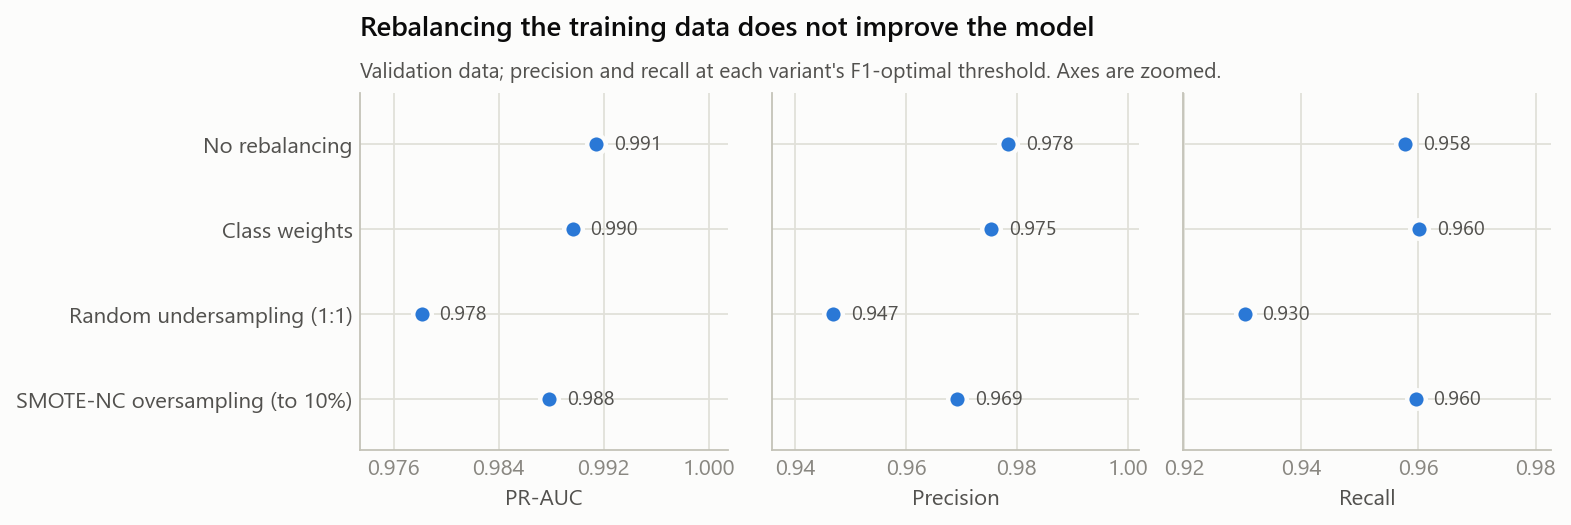 Rebalancing the training data does not improve the model
Validation data; precision and recall at each variant's F1-optimal threshold. Axes are zoomed.
No rebalancing 0.991 0.978 0.958
Class weights 0.990 0.975 0.960
Random undersampling (1:1) 0.978 0.947 0.930
SMOTE-NC oversampling (to 10%) 0.988 0.969 0.960
0.976 0.984 0.992 1.000 0.94 0.96 0.98 1.00 0.92 0.94 0.96 0.98
PR-AUC Precision Recall